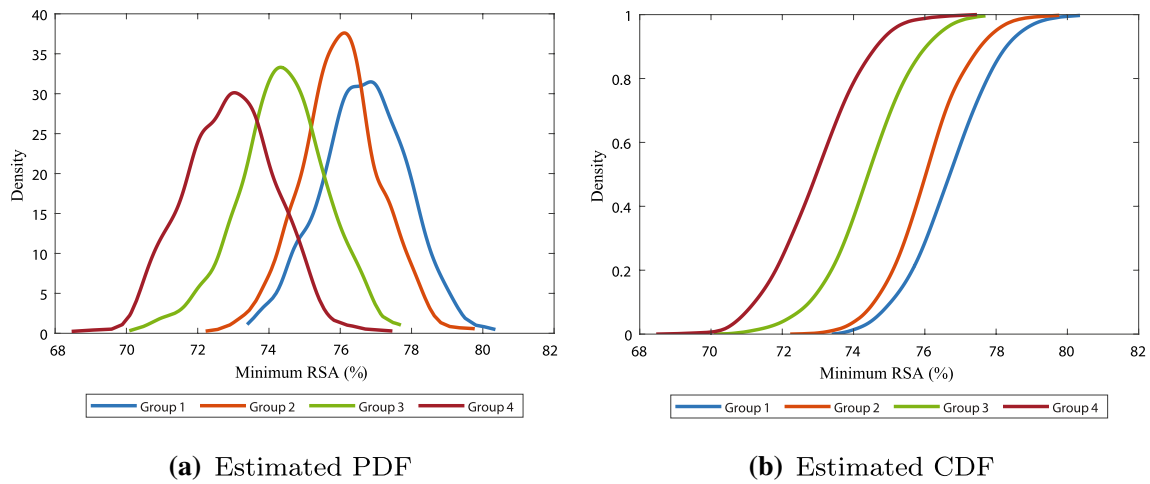 40
35
30
25
20
15
10
5
0
Density
68 70 72 74 76 78 80 82
Minimum RSA (%)
Group 1 Group 2 Group 3 Group 4
(a) Estimated PDF
1
0.8
0.6
0.4
0.2
0
Density
68 70 72 74 76 78 80 82
Minimum RSA (%)
Group 1 Group 2 Group 3 Group 4
(b) Estimated CDF